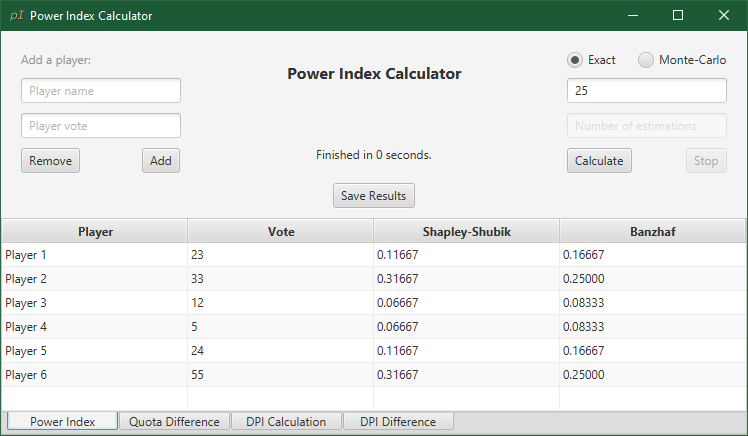 pI Power Index Calculator
Add a player:
Exact Monte-Carlo
Power Index Calculator
Player name
25
Player vote
Number of estimations
Remove Add
Finished in 0 seconds.
Calculate Stop
Save Results
Player Vote Shapley-Shubik Banzhaf
Player 1 23 0.11667 0.16667
Player 2 33 0.31667 0.25000
Player 3 12 0.06667 0.08333
Player 4 5 0.06667 0.08333
Player 5 24 0.11667 0.16667
Player 6 55 0.31667 0.25000
Power Index Quota Difference DPI Calculation DPI Difference